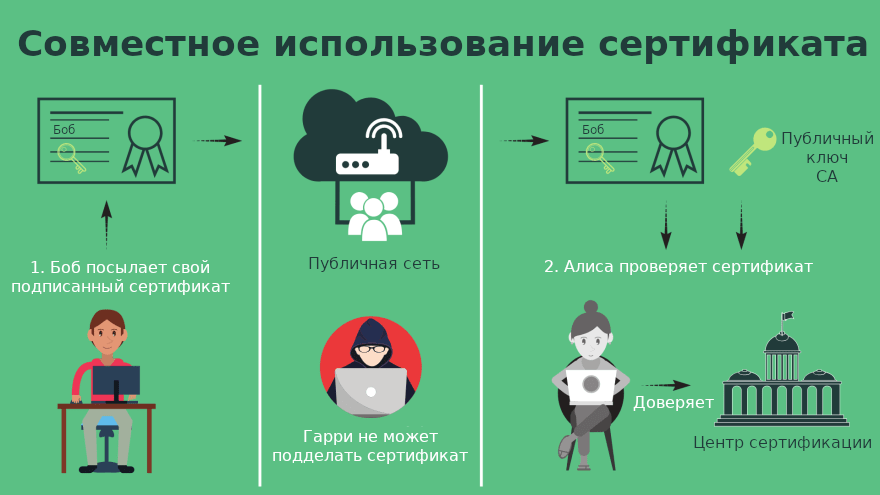 Совместное использование сертификата
Боб
1. Боб посылает свой
подписанный сертификат
Публичная сеть
Гарри не может
подделать сертификат
Боб
Публичный
ключ
CA
2. Алиса проверяет сертификат
Доверяет
Центр сертификации